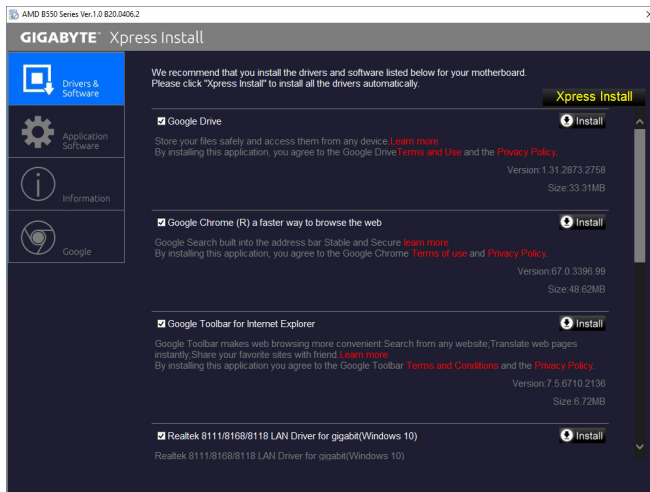 AMD B550 Series Ver.1.0 B20.0406.2
GIGABYTE™ Xpress Install
Drivers &
Software
Application
Software
Information
Google
We recommend that you install the drivers and software listed below for your motherboard.
Please click "Xpress Install" to install all the drivers automatically.
Xpress Install
Google Drive
Install
Store your files safely and access them from any device.Learn more
By installing this application, you agree to the Google DriveTerms and Use and the Privacy Policy.
Version:1.31.2873.2758
Size:33.31MB
Google Chrome (R) a faster way to browse the web
Install
Google Search built into the address bar Stable and Secure learn more
By installing this application, you agree to the Google Chrome Terms of use and Privacy Policy.
Version:67.0.3396.99
Size:48.62MB
Google Toolbar for Internet Explorer
Install
Google Toolbar makes web browsing more convenient.Search from any website;Translate web pages
instantly;Share your favorite sites with friend.Learn more
By installing this application you agree to the Google Toolbar Terms and Conditions and the Privacy Policy.
Version:7.5.6710.2136
Size:6.72MB
Realtek 8111/8168/8118 LAN Driver for gigabit(Windows 10)
Install
Realtek 8111/8168/8118 LAN Driver for gigabit(Windows 10)